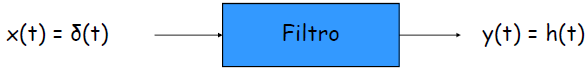 x(t) = δ(t) Filtro y(t) = h(t)